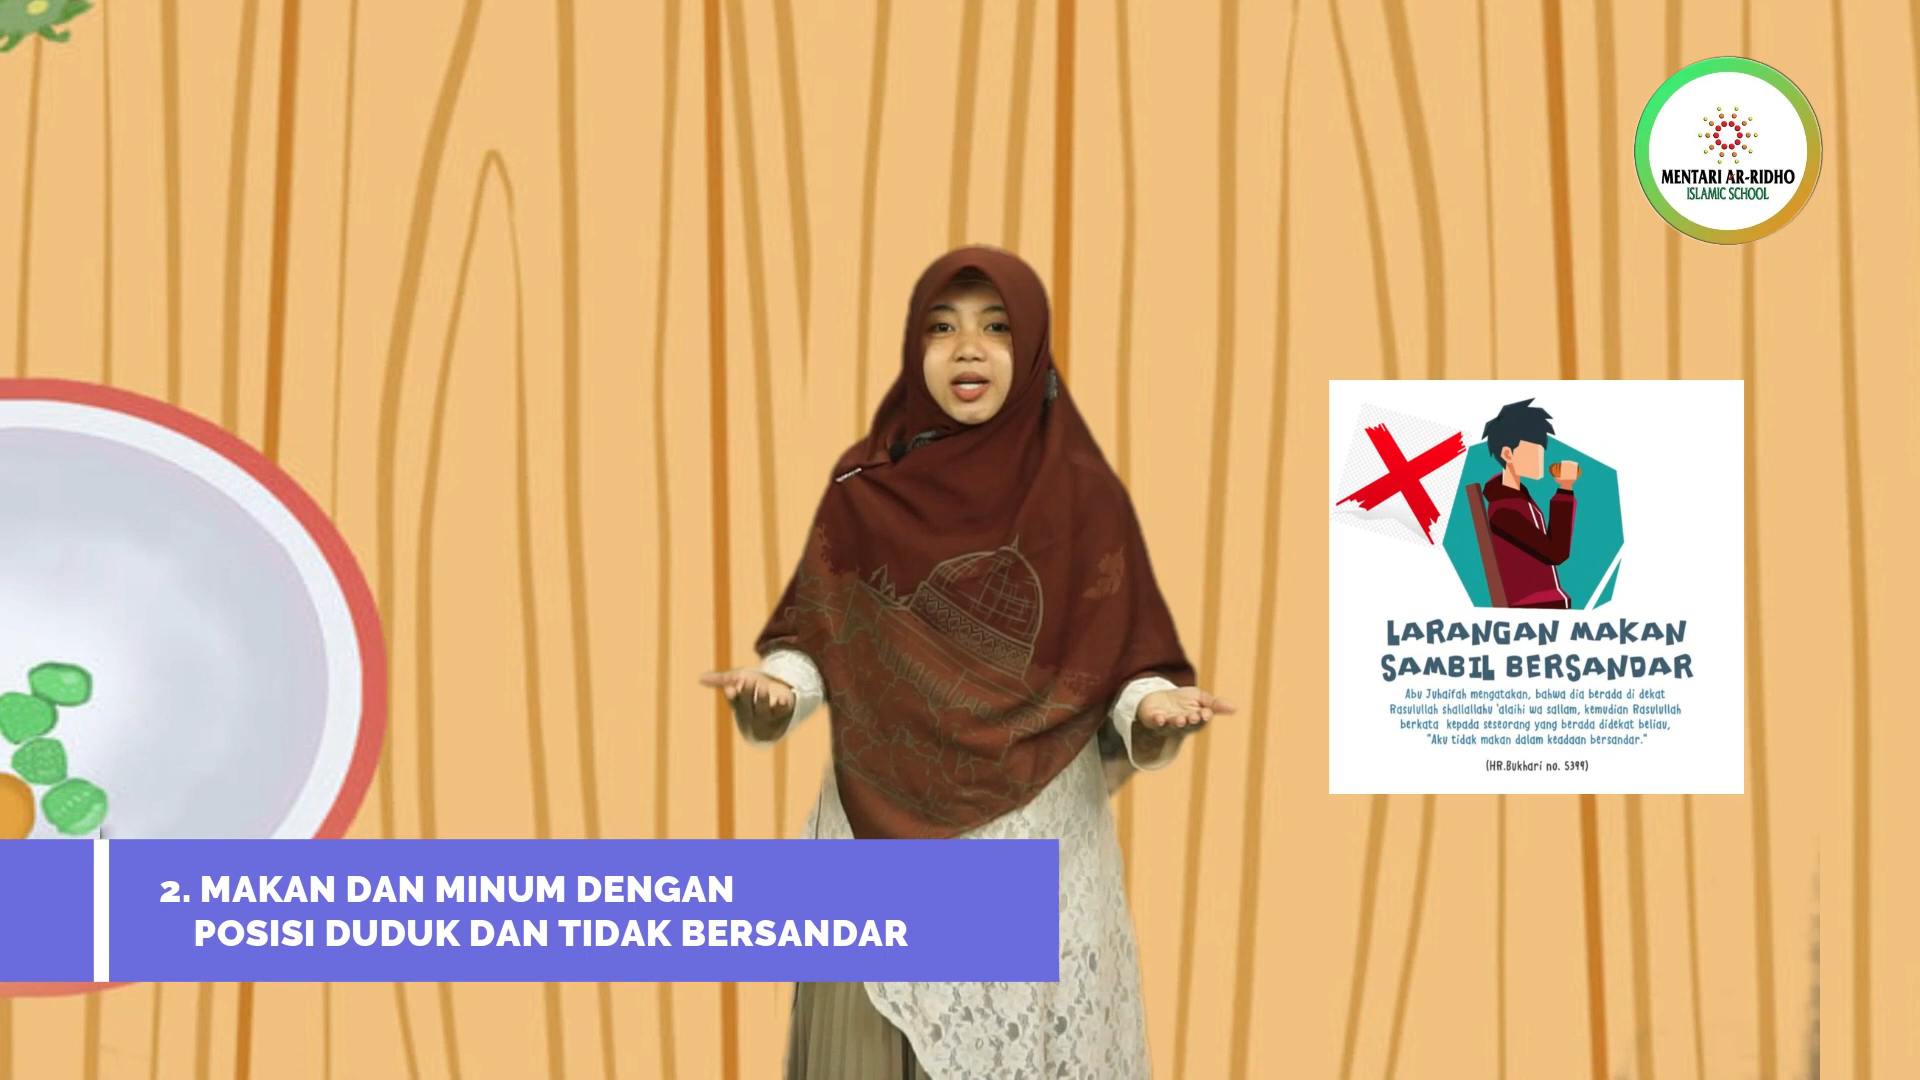 MENTARI AR-RIDHO
ISLAMIC SCHOOL
LARANGAN MAKAN
SAMBIL BERSANDAR
Abu Juhaifah mengatakan, bahwa dia berada di dekat
Rasulullah shallallahu 'alaihi wa sallam, kemudian Rasulullah
berkata kepada seseorang yang berada didekat beliau,
"Aku tidak makan dalam keadaan bersandar."
(HR.Bukhari no. 5399)
2. MAKAN DAN MINUM DENGAN
POSISI DUDUK DAN TIDAK BERSANDAR